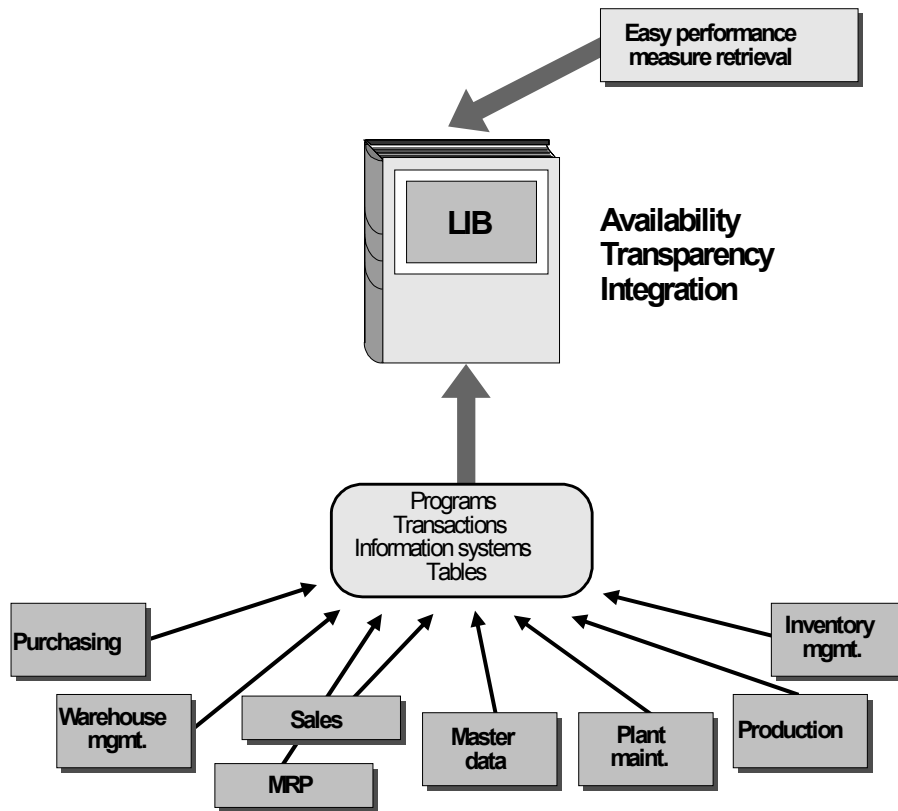 Easy performance
measure retrieval
LIB
Availability
Transparency
Integration
Programs
Transactions
Information systems
Tables
Purchasing
Warehouse
mgmt.
Sales
MRP
Master
data
Plant
maint.
Production
Inventory
mgmt.